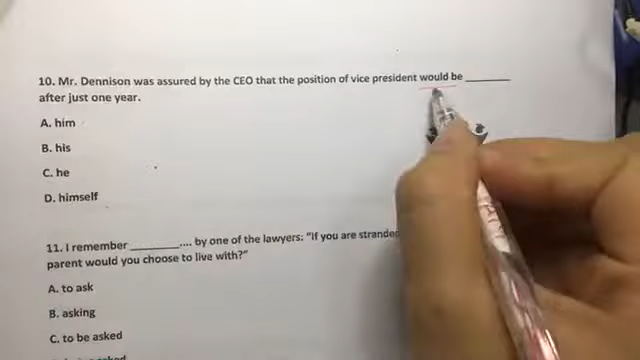 10. Mr. Dennison was assured by the CEO that the position of vice president would be ________
after just one year.
A. him
B. his
C. he
D. himself
11. I remember _________.... by one of the lawyers: "If you are stranded
parent would you choose to live with?"
A. to ask
B. asking
C. to be asked